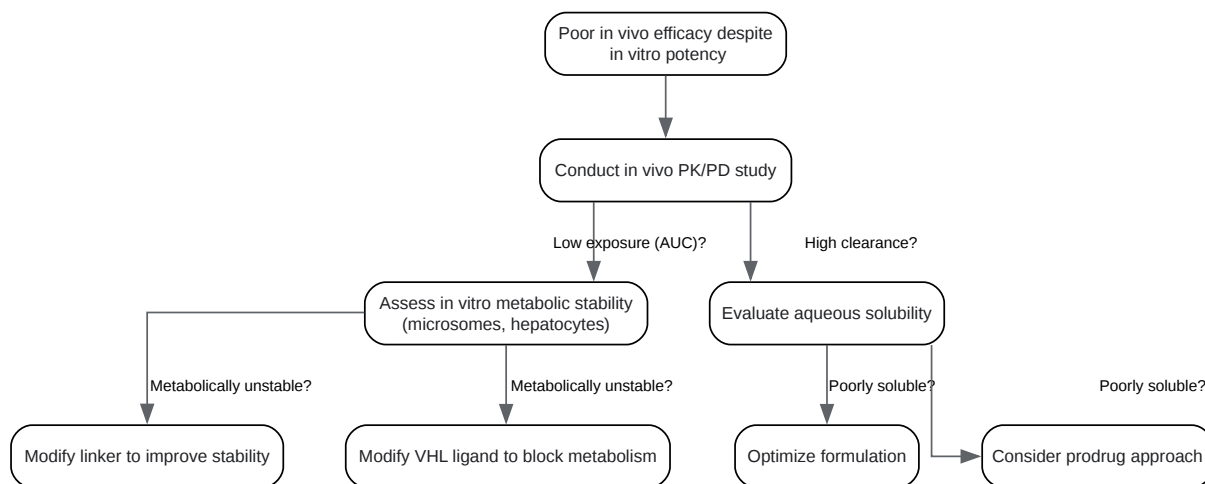 Poor in vivo efficacy despite
in vitro potency
Conduct in vivo PK/PD study
Low exposure (AUC)?
High clearance?
Assess in vitro metabolic stability
(microsomes, hepatocytes)
Evaluate aqueous solubility
Metabolically unstable?
Metabolically unstable?
Poorly soluble?
Poorly soluble?
Modify linker to improve stability
Modify VHL ligand to block metabolism
Optimize formulation
Consider prodrug approach